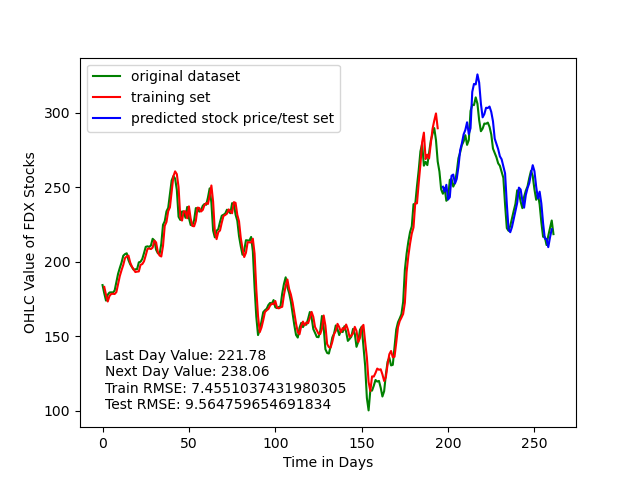 original dataset
training set
predicted stock price/test set
OHLC Value of FDX Stocks
300
250
200
150
100
Last Day Value: 221.78
Next Day Value: 238.06
Train RMSE: 7.4551037431980305
Test RMSE: 9.564759654691834
0 50 100 150 200 250
Time in Days